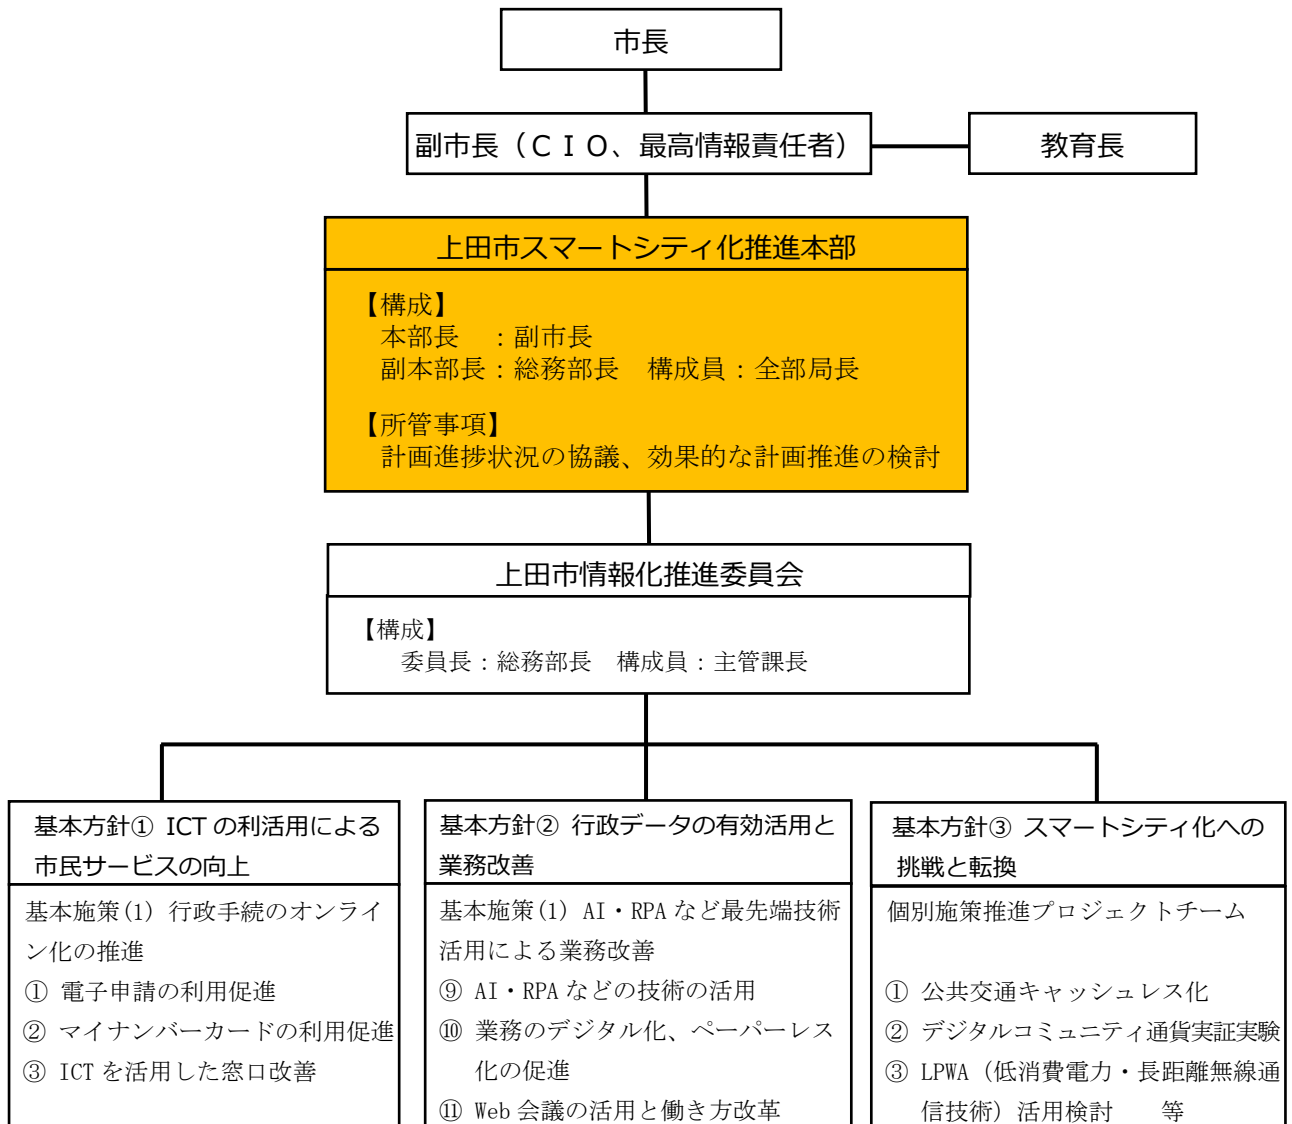 市長
副市長（ＣＩＯ、最高情報責任者）
教育長
上田市スマートシティ化推進本部
【構成】
本部長　：副市長
副本部長：総務部長　構成員：全部局長
【所管事項】
計画進捗状況の協議、効果的な計画推進の検討
上田市情報化推進委員会
【構成】
委員長：総務部長　構成員：主管課長
基本方針① ICT の利活用による
市民サービスの向上
基本施策(1) 行政手続のオンライ
ン化の推進
① 電子申請の利用促進
② マイナンバーカードの利用促進
③ ICT を活用した窓口改善
基本方針② 行政データの有効活用と
業務改善
基本施策(1) AI・RPA など最先端技術
活用による業務改善
⑨ AI・RPA などの技術の活用
⑩ 業務のデジタル化、ペーパーレス
化の促進
⑪ Web 会議の活用と働き方改革
基本方針③ スマートシティ化への
挑戦と転換
個別施策推進プロジェクトチーム
① 公共交通キャッシュレス化
② デジタルコミュニティ通貨実証実験
③ LPWA（低消費電力・長距離無線通
信技術）活用検討　　等